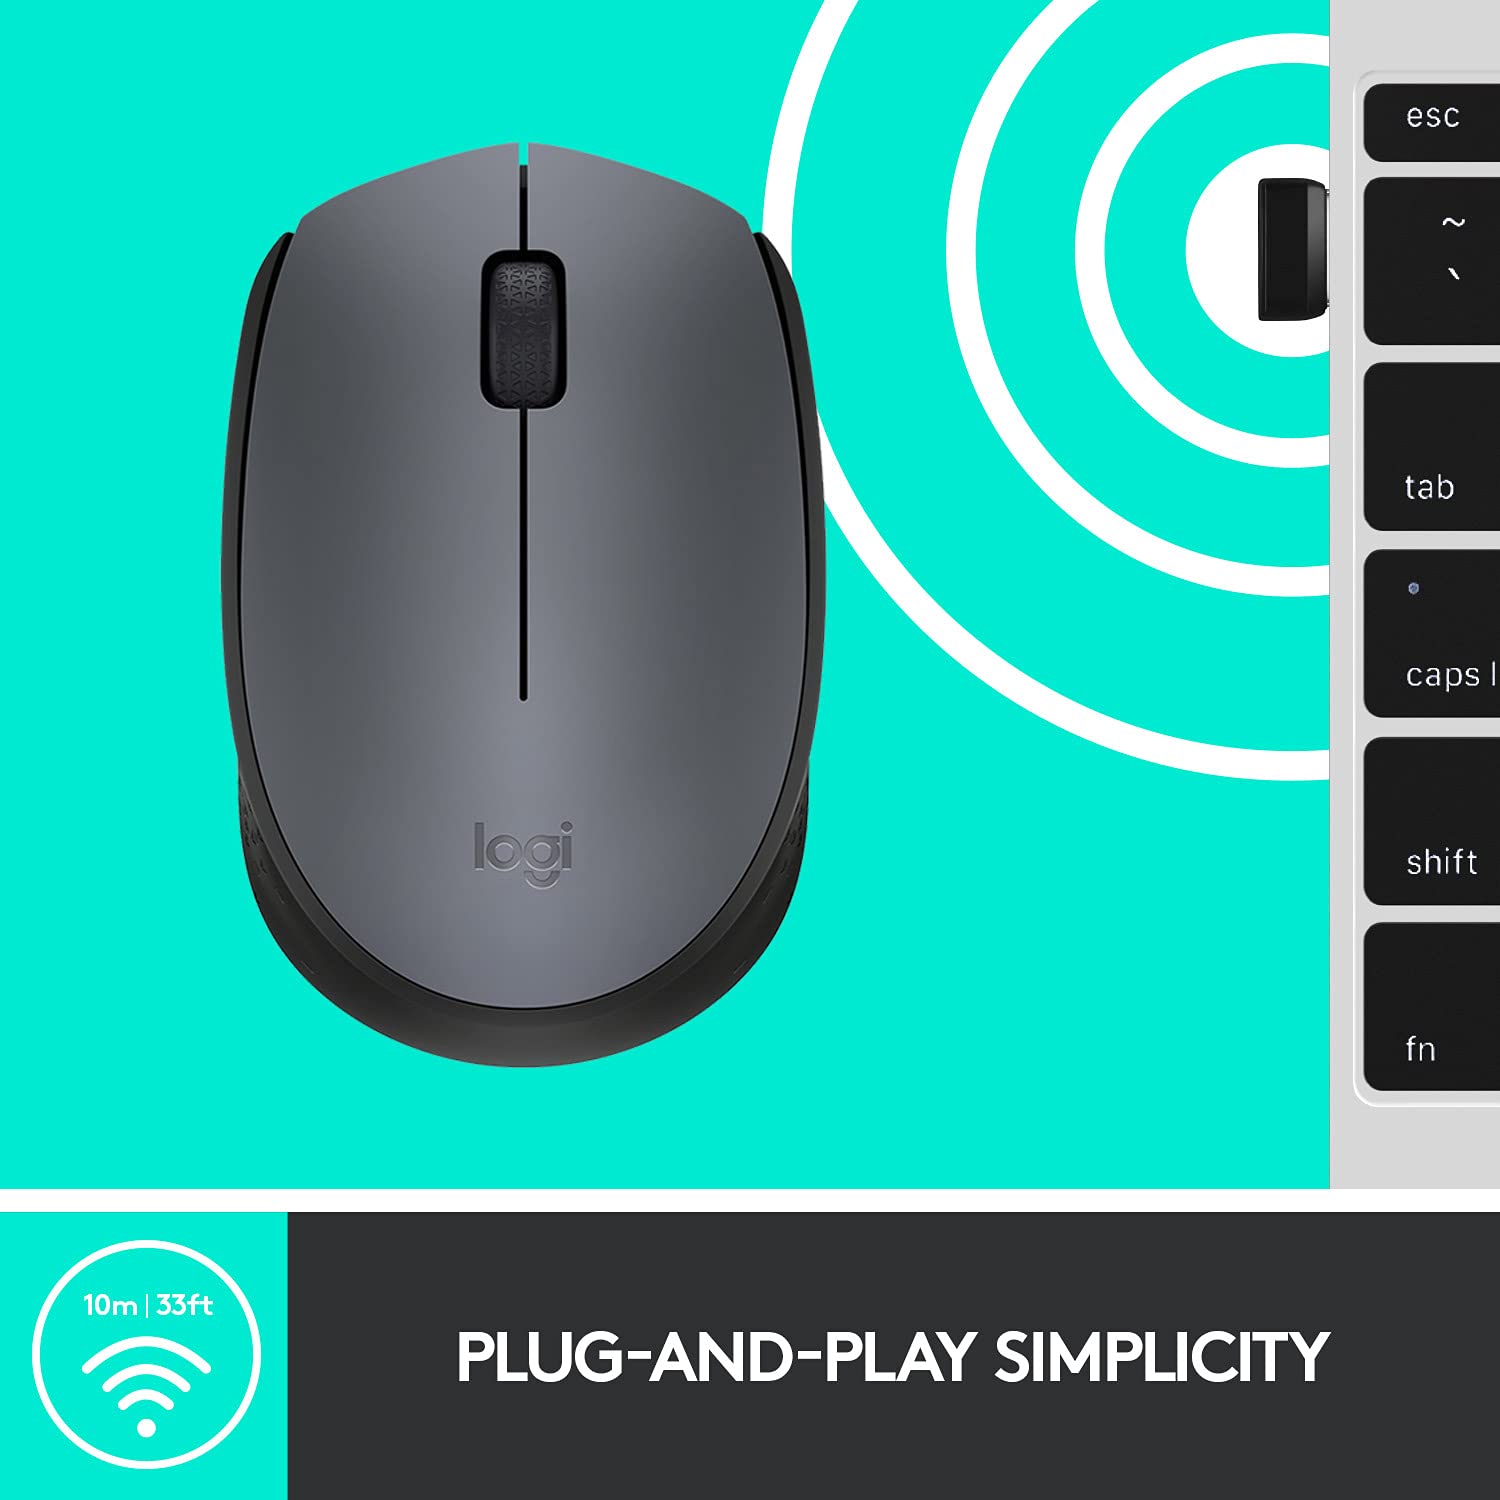 esc
~
`
tab
caps l
shift
fn
logi
10m | 33ft
PLUG-AND-PLAY SIMPLICITY